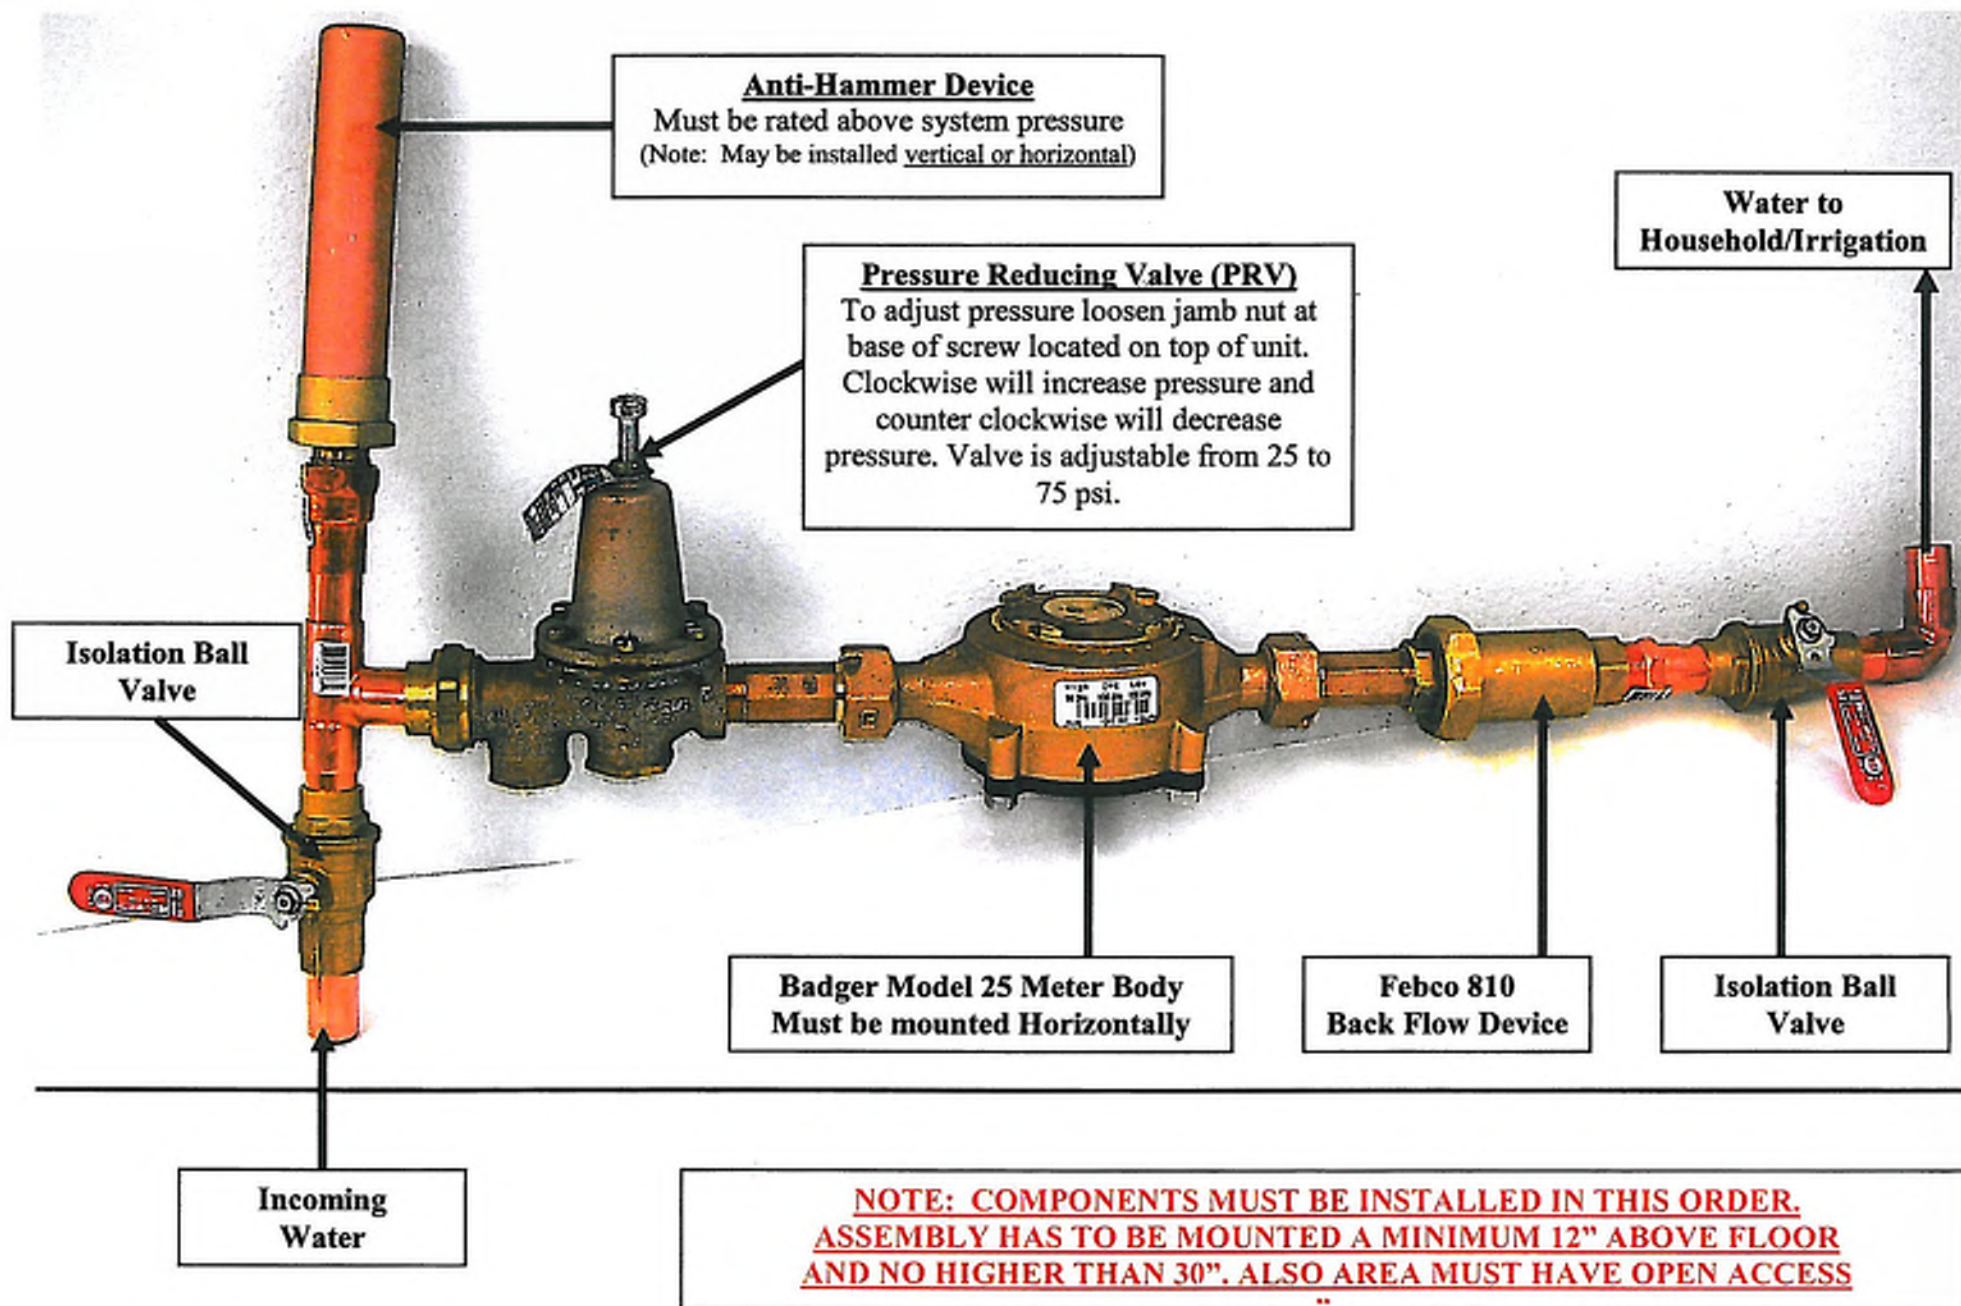 Anti-Hammer Device
Must be rated above system pressure
(Note: May be installed vertical or horizontal)
Water to
Household/Irrigation
Pressure Reducing Valve (PRV)
To adjust pressure loosen jamb nut at
base of screw located on top of unit.
Clockwise will increase pressure and
counter clockwise will decrease
pressure. Valve is adjustable from 25 to
75 psi.
Isolation Ball
Valve
Badger Model 25 Meter Body
Must be mounted Horizontally
Febco 810
Back Flow Device
Isolation Ball
Valve
Incoming
Water
NOTE: COMPONENTS MUST BE INSTALLED IN THIS ORDER.
ASSEMBLY HAS TO BE MOUNTED A MINIMUM 12” ABOVE FLOOR
AND NO HIGHER THAN 30”. ALSO AREA MUST HAVE OPEN ACCESS